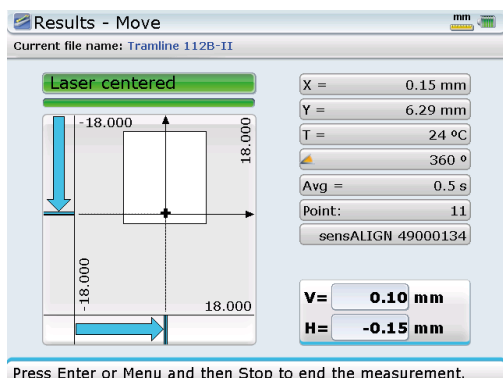 Results - Move
mm
Current file name: Tramline 112B-II
Laser centered
-18.000
18.000
-18.000
18.000
X = 0.15 mm
Y = 6.29 mm
T = 24 ºC
360 º
Avg = 0.5 s
Point: 11
sensALIGN 49000134
V= 0.10 mm
H= -0.15 mm
Press Enter or Menu and then Stop to end the measurement.